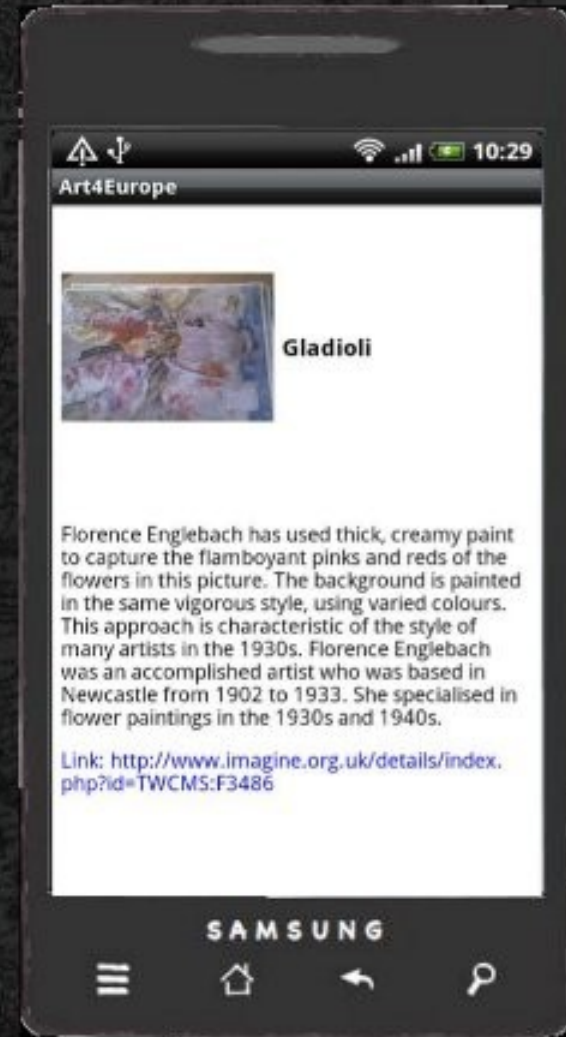 10:29
Art4Europe
Gladioli
Florence Englebach has used thick, creamy paint
to capture the flamboyant pinks and reds of the
flowers in this picture. The background is painted
in the same vigorous style, using varied colours.
This approach is characteristic of the style of
many artists in the 1930s. Florence Englebach
was an accomplished artist who was based in
Newcastle from 1902 to 1933. She specialised in
flower paintings in the 1930s and 1940s.
Link: http://www.imagine.org.uk/details/index.
php?id=TWCMS:F3486
SAMSUNG